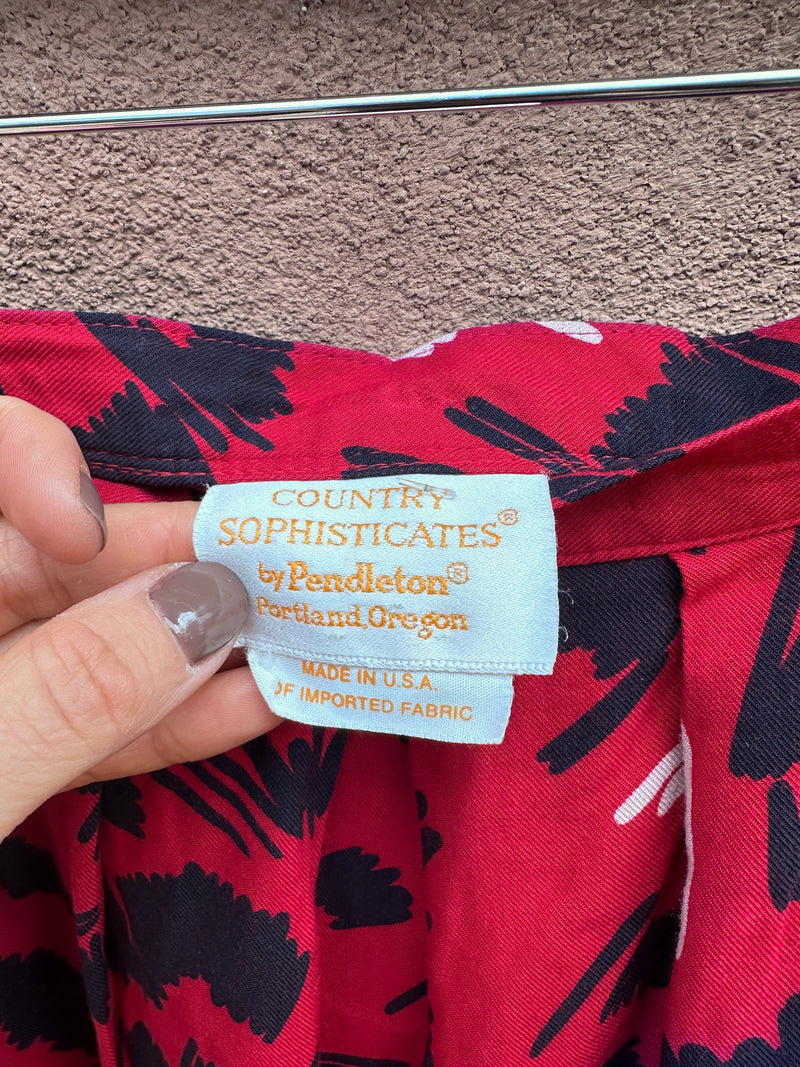 COUNTRY
SOPHISTICATES®
by Pendleton®
Portland, Oregon
MADE IN U.S.A.
OF IMPORTED FABRIC